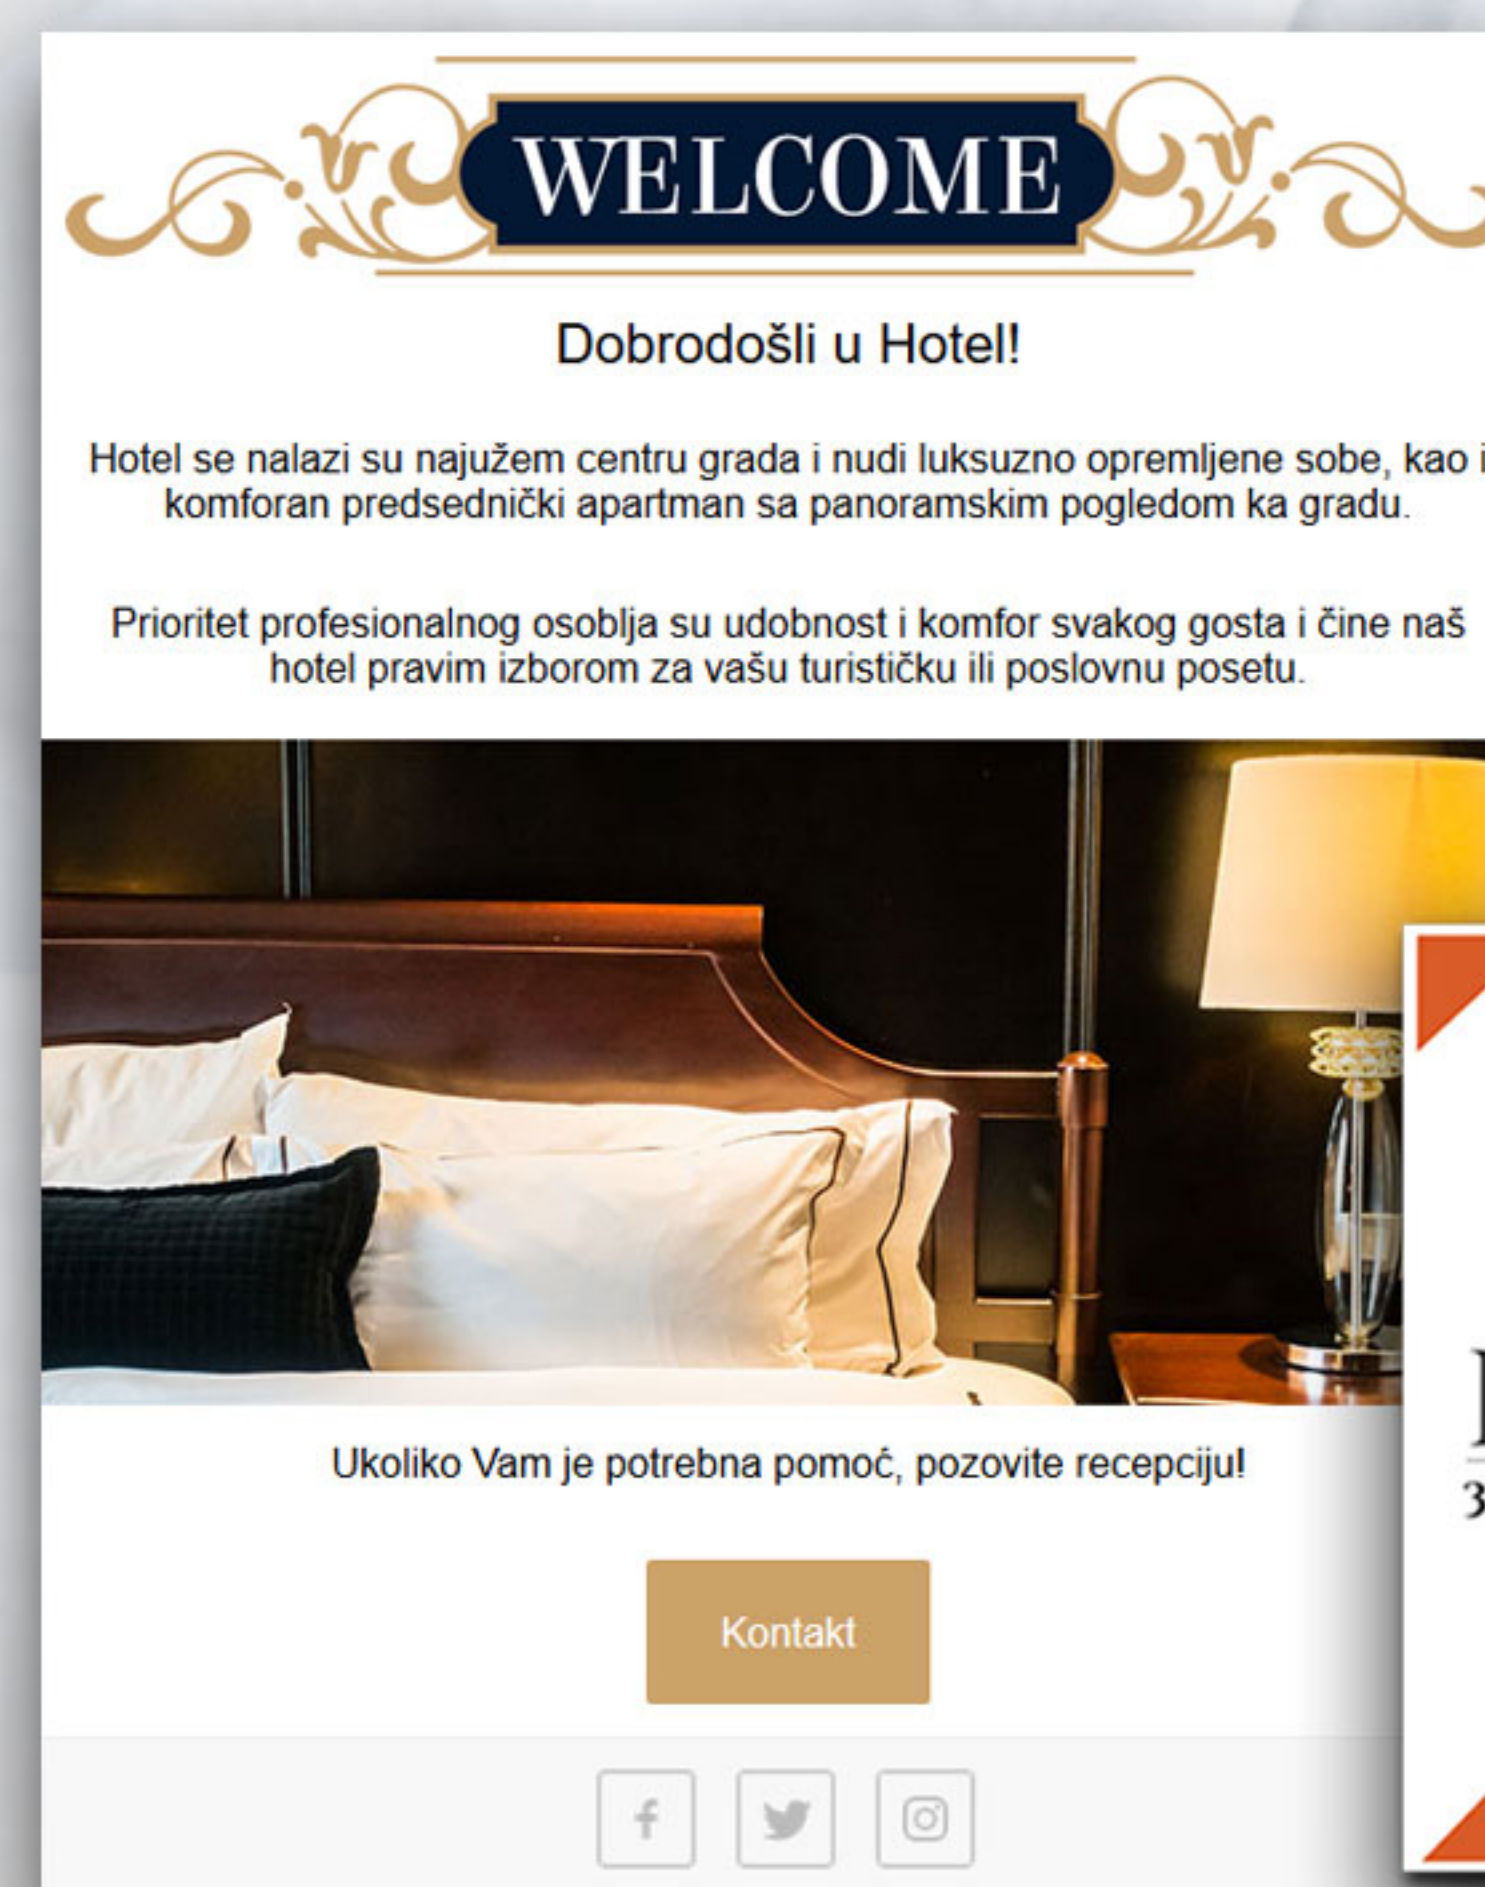 WELCOME
Dobrodošli u Hotel!
Hotel se nalazi su najužem centru grada i nudi luksuzno opremljene sobe, kao i
komforan predsednički apartman sa panoramskim pogledom ka gradu.
Prioritet profesionalnog osoblja su udobnost i komfor svakog gosta i čine naš
hotel pravim izborom za vašu turističku ili poslovnu posetu.
Ukoliko Vam je potrebna pomoć, pozovite recepciju!
Kontakt